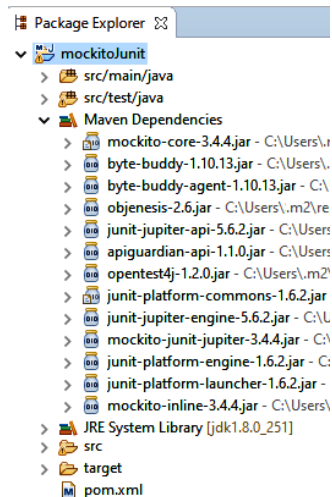 Package Explorer
mockitoJunit
src/main/java
src/test/java
Maven Dependencies
mockito-core-3.4.4.jar - C:\Users\.r
byte-buddy-1.10.13.jar - C:\Users\.
byte-buddy-agent-1.10.13.jar - C:\
objenesis-2.6.jar - C:\Users\.m2\re
junit-jupiter-api-5.6.2.jar - C:\Users
apiguardian-api-1.1.0.jar - C:\Users
opentest4j-1.2.0.jar - C:\Users\.m2\
junit-platform-commons-1.6.2.jar
junit-jupiter-engine-5.6.2.jar - C:\U
mockito-junit-jupiter-3.4.4.jar - C:\
junit-platform-engine-1.6.2.jar - C:
junit-platform-launcher-1.6.2.jar -
mockito-inline-3.4.4.jar - C:\Users\
JRE System Library [jdk1.8.0_251]
src
target
pom.xml